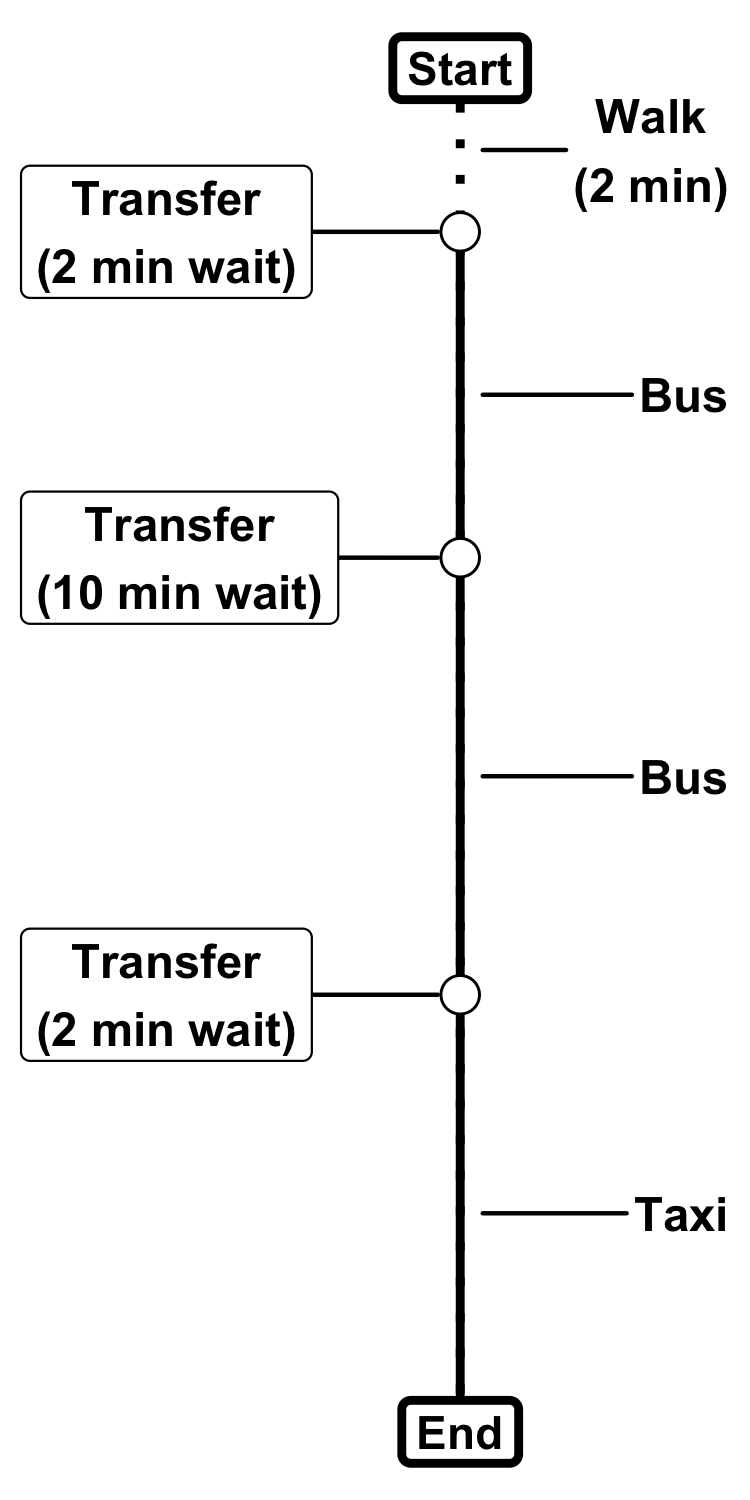 Start
Walk
(2 min)
Transfer
(2 min wait)
Bus
Transfer
(10 min wait)
Bus
Transfer
(2 min wait)
Taxi
End